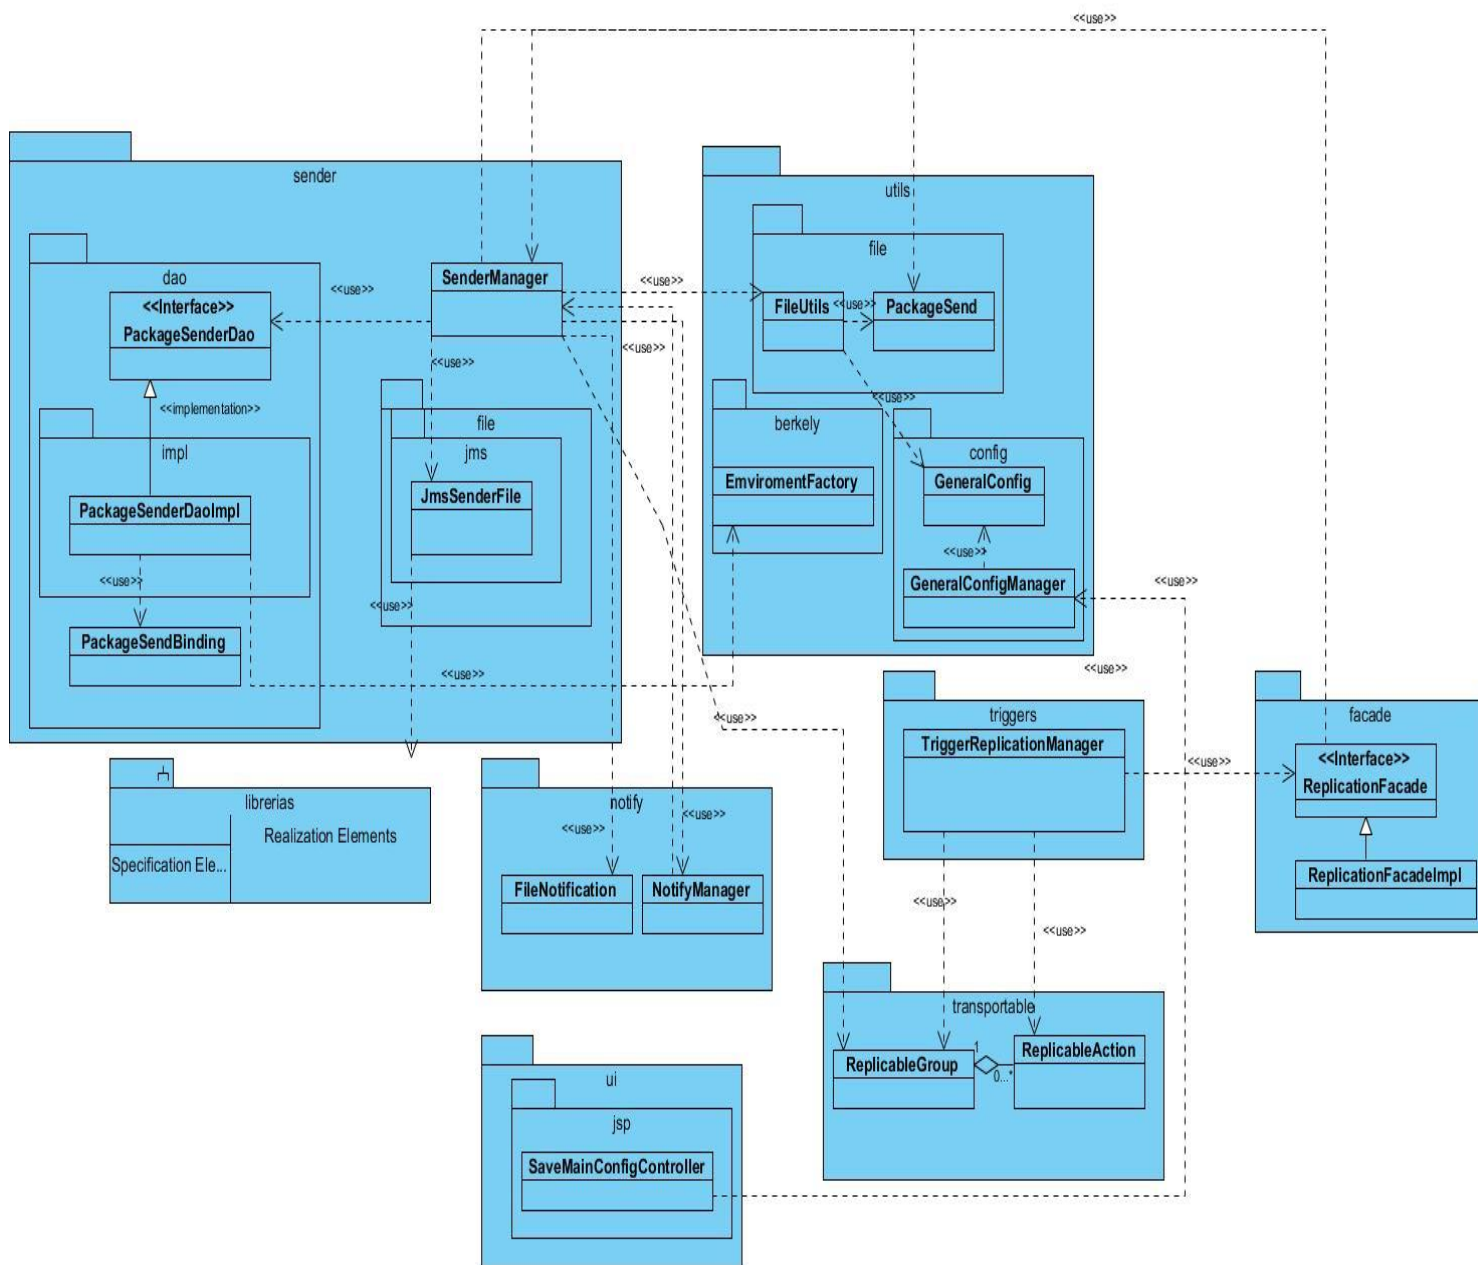 <<use>>
sender
utils
file
dao
<<Interface>>
PackageSenderDao
<<use>>
SenderManager
<<use>>
FileUtils
<<use>>
PackageSend
<<use>>
<<use>>
<<implementation>>
<<use>>
impl
file
jms
berkely
config
PackageSenderDaoImpl
JmsSenderFile
EmviromentFactory
GeneralConfig
<<use>>
<<use>>
GeneralConfigManager
<<use>>
<<use>>
PackageSendBinding
<<use>>
<<use>>
<<use>>
triggers
TriggerReplicationManager
facade
<<Interface>>
ReplicationFacade
<<use>>
ReplicationFacadeImpl
librerias
Realization Elements
Specification Ele...
notify
<<use>>
<<use>>
FileNotification
NotifyManager
<<use>>
<<use>>
transportable
ReplicableGroup
1
0...*
ReplicableAction
ui
jsp
SaveMainConfigController